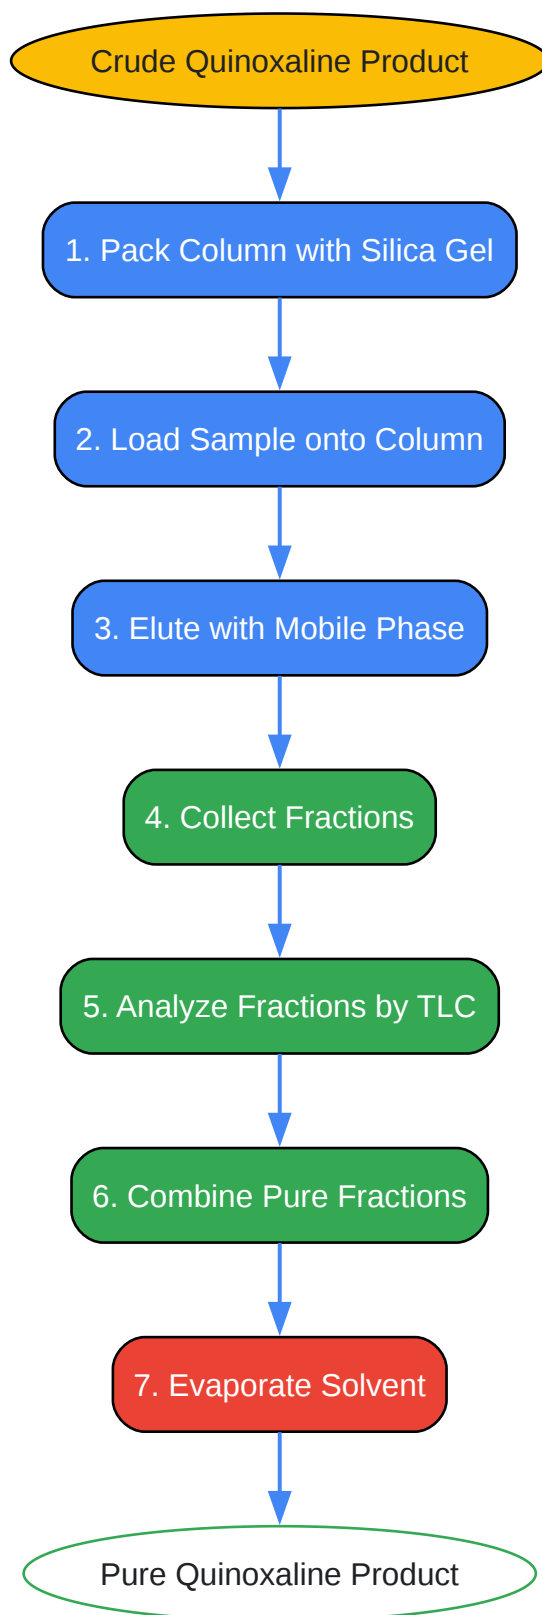 Crude Quinoxaline Product
1. Pack Column with Silica Gel
2. Load Sample onto Column
3. Elute with Mobile Phase
4. Collect Fractions
5. Analyze Fractions by TLC
6. Combine Pure Fractions
7. Evaporate Solvent
Pure Quinoxaline Product